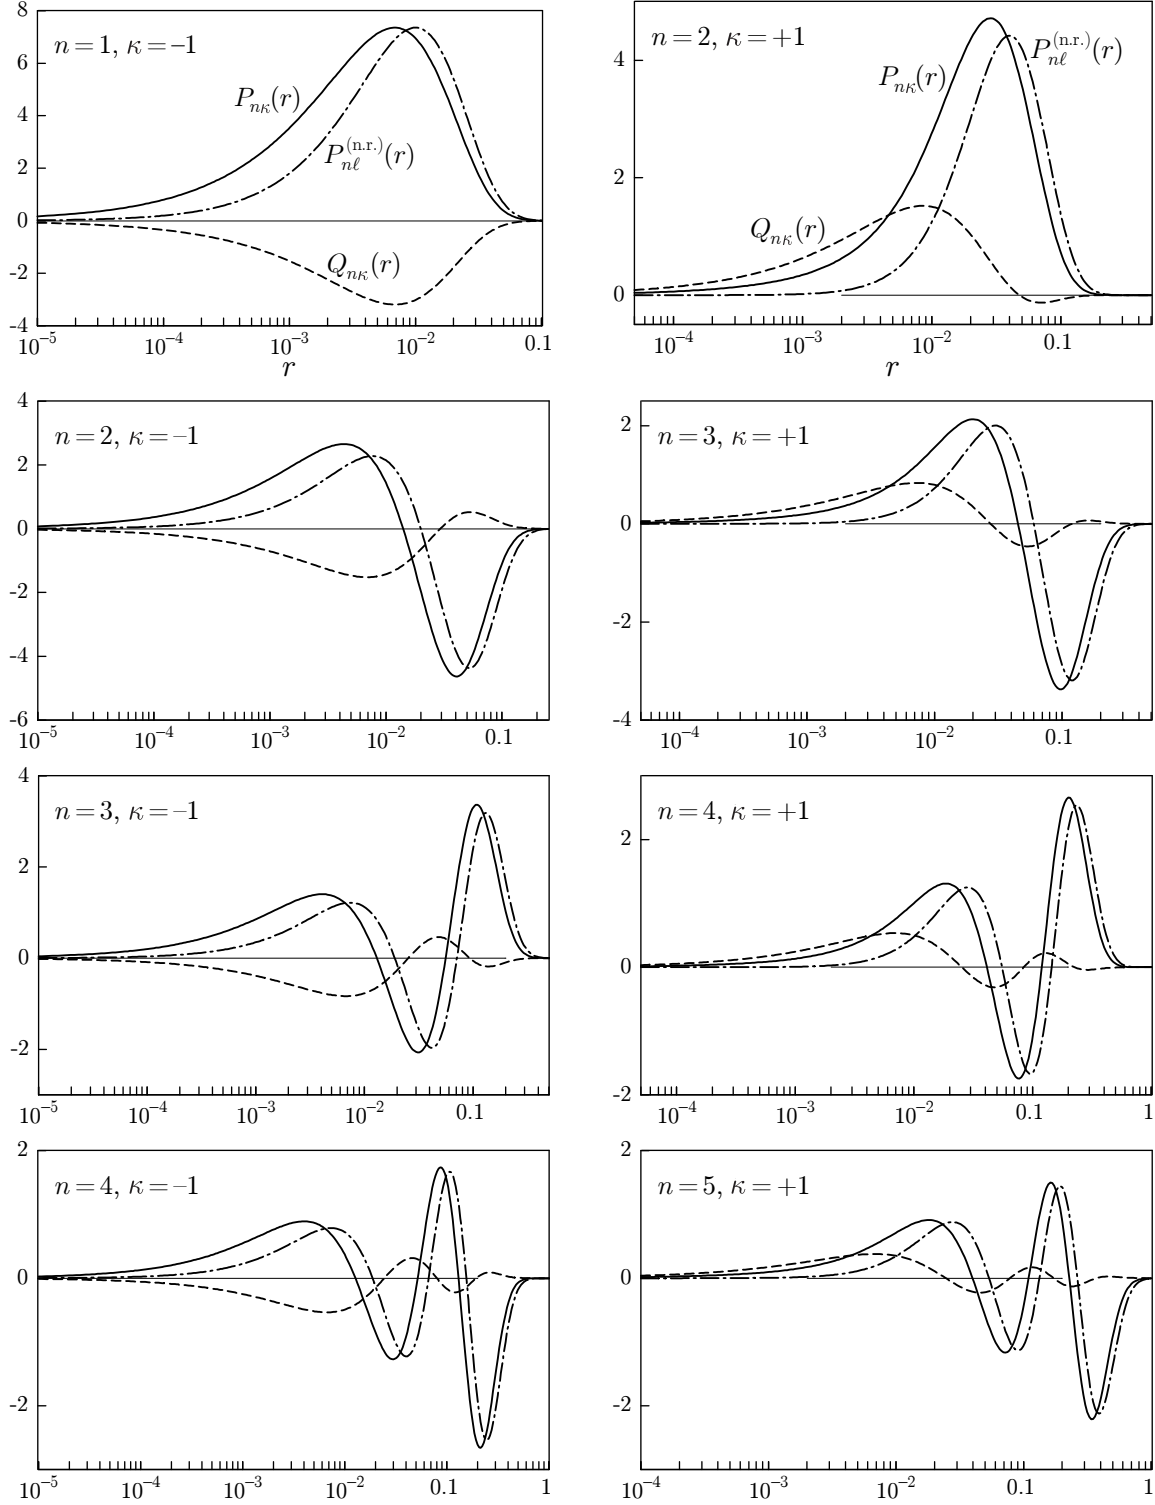 n = 1, κ = –1
P_{nκ}(r)
P_{nℓ}^{(n.r.)}(r)
Q_{nκ}(r)
8
6
4
2
0
-2
-4
10^{-5} 10^{-4} 10^{-3} 10^{-2} 0.1
r
n = 2, κ = +1
P_{nκ}(r)
P_{nℓ}^{(n.r.)}(r)
Q_{nκ}(r)
4
2
0
10^{-4} 10^{-3} 10^{-2} 0.1
r
n = 2, κ = –1
4
2
0
-2
-4
-6
10^{-5} 10^{-4} 10^{-3} 10^{-2} 0.1
n = 3, κ = +1
2
0
-2
-4
10^{-4} 10^{-3} 10^{-2} 0.1
n = 3, κ = –1
4
2
0
-2
10^{-5} 10^{-4} 10^{-3} 10^{-2} 0.1
n = 4, κ = +1
2
0
-2
10^{-4} 10^{-3} 10^{-2} 0.1 1
n = 4, κ = –1
2
0
-2
10^{-5} 10^{-4} 10^{-3} 10^{-2} 0.1 1
n = 5, κ = +1
2
0
-2
10^{-4} 10^{-3} 10^{-2} 0.1 1